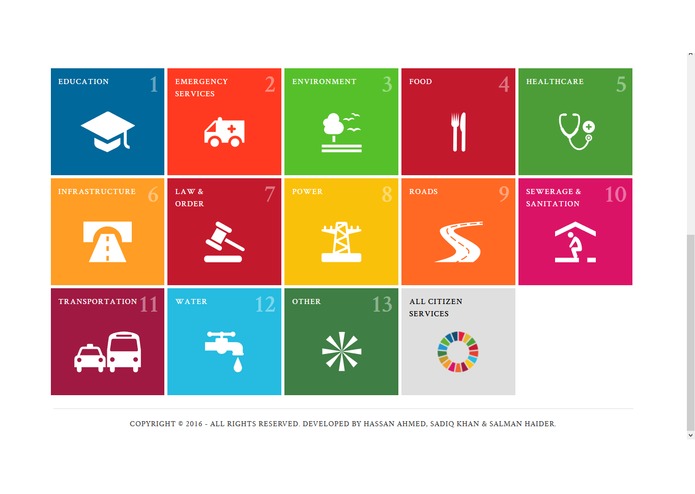 EDUCATION 1
EMERGENCY 2
SERVICES
ENVIRONMENT 3
FOOD 4
HEALTHCARE 5
INFRASTRUCTURE 6
LAW & 7
ORDER
POWER 8
ROADS 9
SEWERAGE & 10
SANITATION
TRANSPORTATION 11
WATER 12
OTHER 13
ALL CITIZEN
SERVICES
COPYRIGHT © 2016 - ALL RIGHTS RESERVED. DEVELOPED BY HASSAN AHMED, SADIQ KHAN & SALMAN HAIDER.